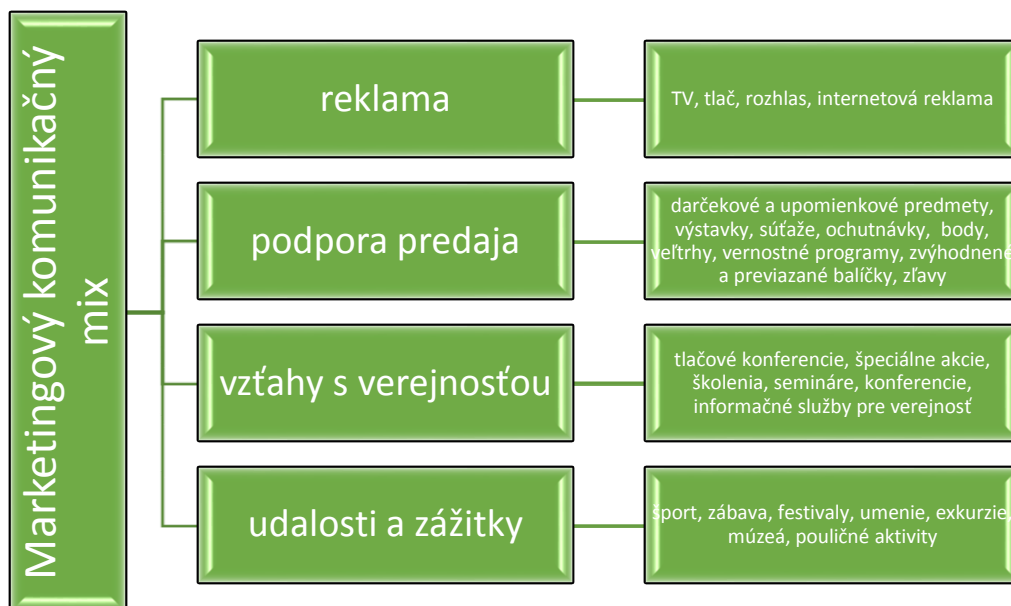 Marketingový komunikačný
mix
reklama
TV, tlač, rozhlas, internetová reklama
podpora predaja
darčekové a upomienkové predmety,
výstavky, súťaže, ochutnávky, body,
veľtrhy, vernostné programy, zvýhodnené
a previazané balíčky, zľavy
vzťahy s verejnosťou
tlačové konferencie, špeciálne akcie,
školenia, semináre, konferencie,
informačné služby pre verejnosť
udalosti a zážitky
šport, zábava, festivaly, umenie, exkurzie,
múzeá, pouličné aktivity